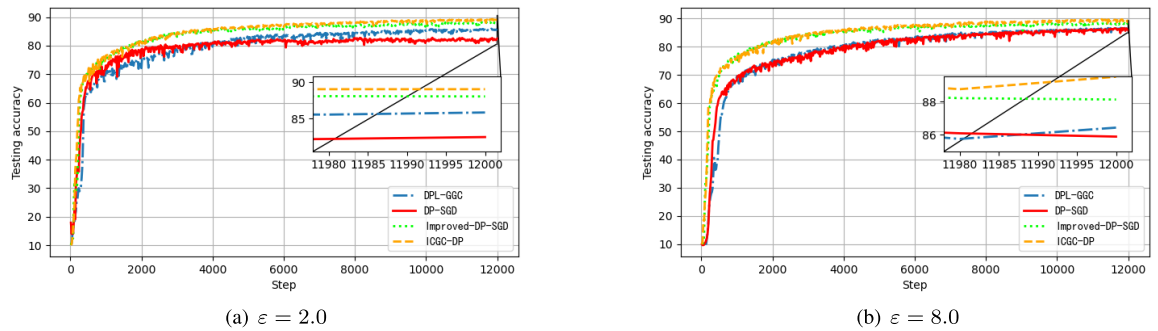 90
80
70
60
50
40
30
20
10
Testing accuracy
90
85
11980 11985 11990 11995 12000
DPL-GGC
DP-SGD
Improved-DP-SGD
ICGC-DP
0 2000 4000 6000 8000 10000 12000
Step
(a) ε = 2.0
90
80
70
60
50
40
30
20
10
Testing accuracy
88
86
11980 11985 11990 11995 12000
DPL-GGC
DP-SGD
Improved-DP-SGD
ICGC-DP
0 2000 4000 6000 8000 10000 12000
Step
(b) ε = 8.0